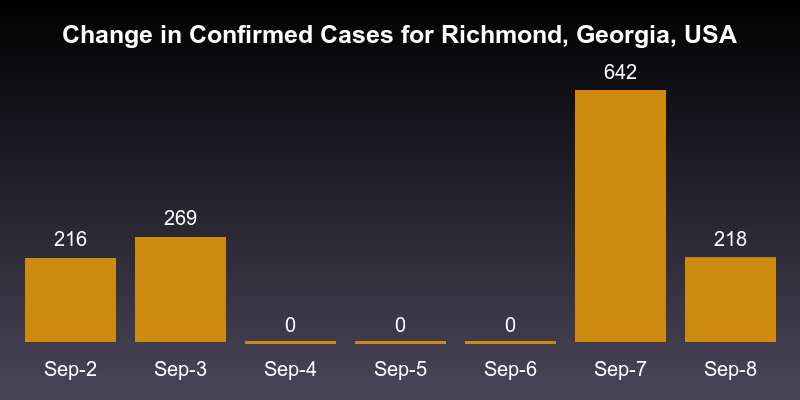 Change in Confirmed Cases for Richmond, Georgia, USA
642
269
216
218
0
0
0
Sep-2
Sep-3
Sep-4
Sep-5
Sep-6
Sep-7
Sep-8